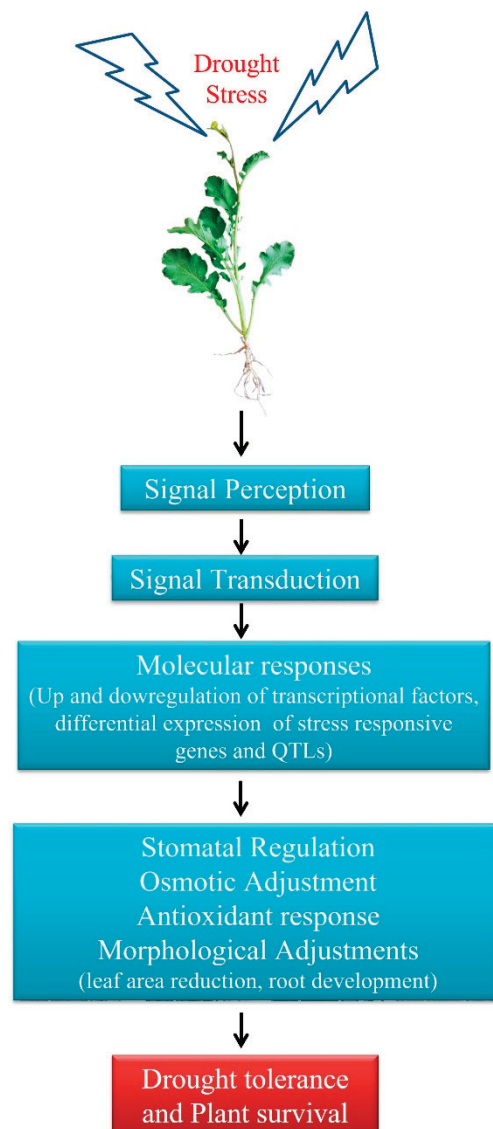 Drought
Stress
Signal Perception
Signal Transduction
Molecular responses
(Up and dowregulation of transcriptional factors,
differential expression of stress responsive
genes and QTLs)
Stomatal Regulation
Osmotic Adjustment
Antioxidant response
Morphological Adjustments
(leaf area reduction, root development)
Drought tolerance
and Plant survival